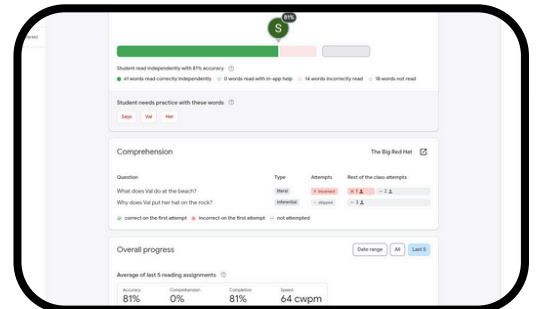 81%
S
Student read independently with 81% accuracy
61 words read correctly independently 0 words read with in-app help 14 words incorrectly read 18 words not read
Student needs practice with these words
Says Val Her
Comprehension The Big Red Hat
Question Type Attempts Rest of the class attempts
What does Val do at the beach? literal × incorrect × 1 – 2
Why does Val put her hat on the rock? Inferential – skipped – 3
correct on the first attempt incorrect on the first attempt – not attempted
Overall progress Date range All Last 5
Average of last 5 reading assignments
Accuracy Comprehension Completion Speed
81% 0% 81% 64 cwpm